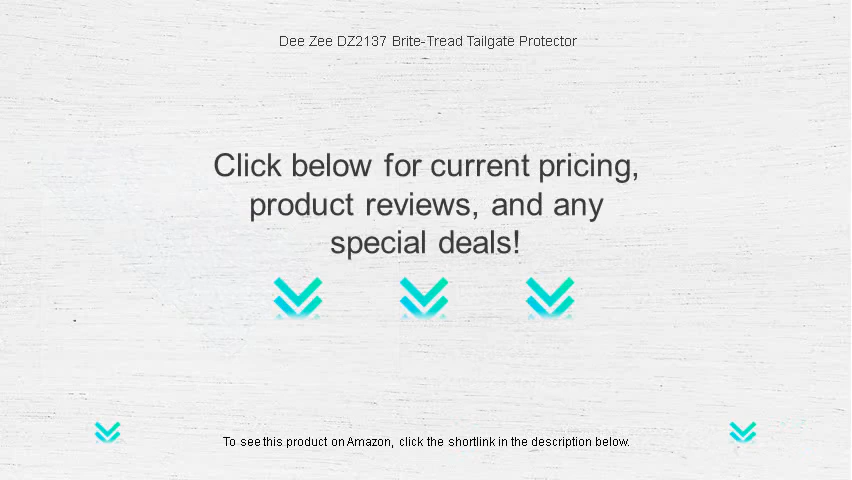 Dee Zee DZ2137 Brite-Tread Tailgate Protector
Click below for current pricing,
product reviews, and any
special deals!
To see this product on Amazon, click the shortlink in the description below.